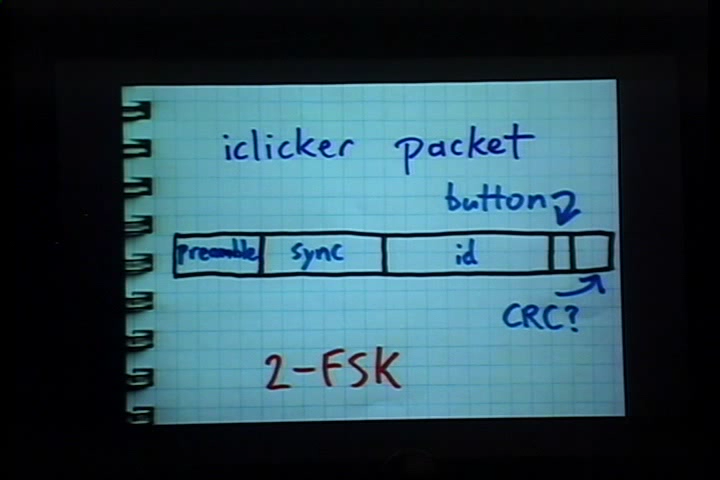 iclicker packet
button
preamble sync id
CRC?
2-FSK